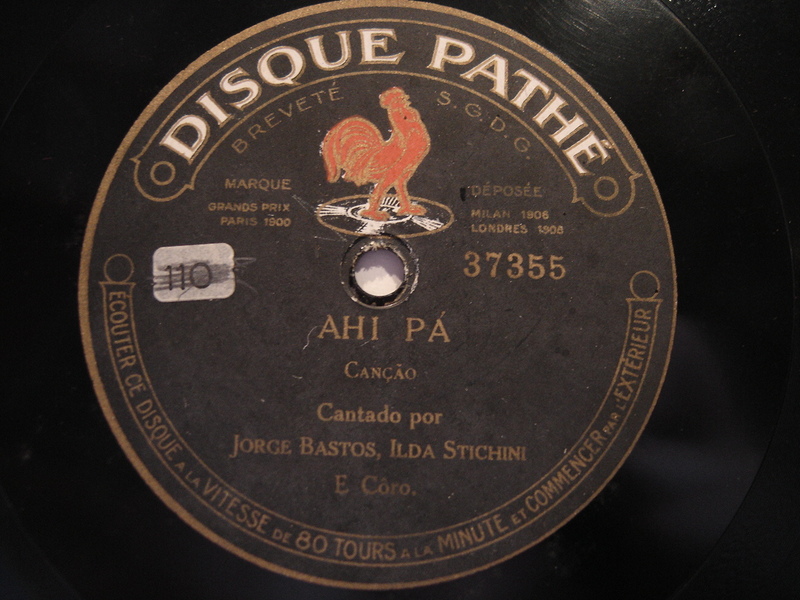 DISQUE PATHÉ
BREVETÉ S.G.D.G.
MARQUE DÉPOSÉE
GRANDS PRIX
PARIS 1900
MILAN 1906
LONDRES 1908
110
37355
AHI PÁ
CANÇÃO
Cantado por
JORGE BASTOS, ILDA STICHINI
E Côro.
ÉCOUTER CE DISQUE A LA VITESSE DE 80 TOURS A LA MINUTE ET COMMENCER PAR L'EXTÉRIEUR